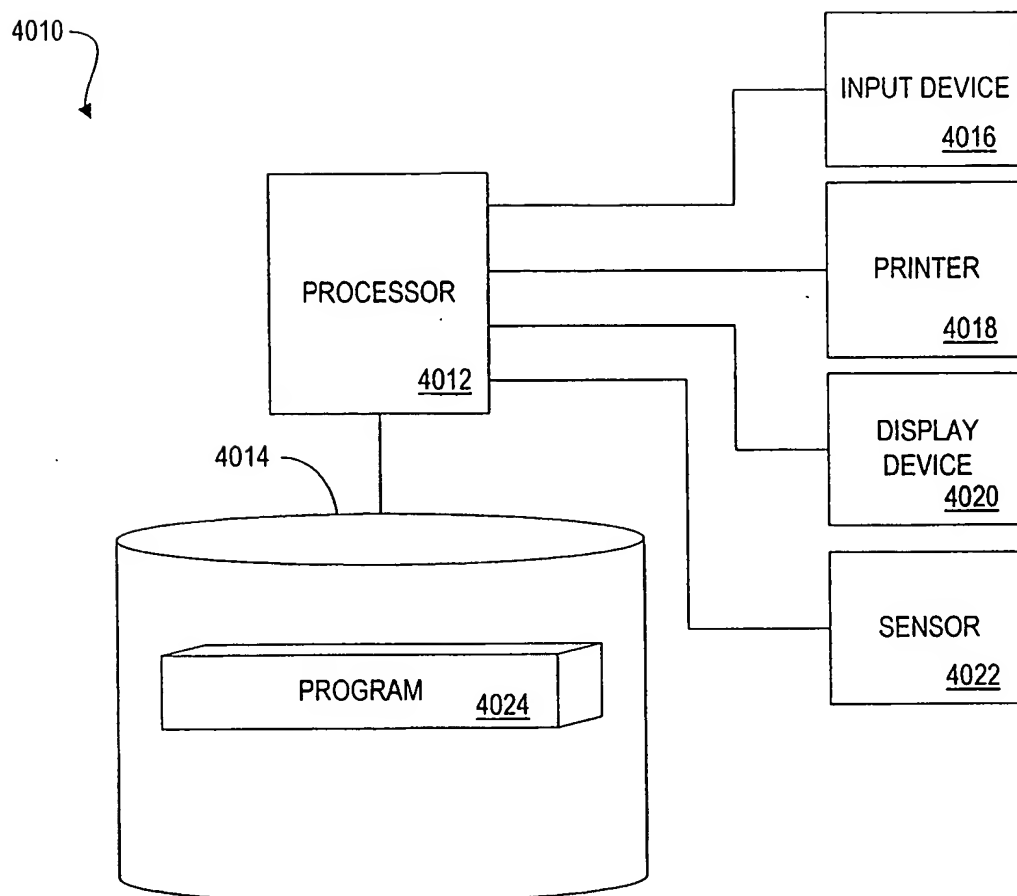 4010
INPUT DEVICE
4016
PROCESSOR
4012
PRINTER
4018
DISPLAY
DEVICE
4020
4014
SENSOR
4022
PROGRAM
4024